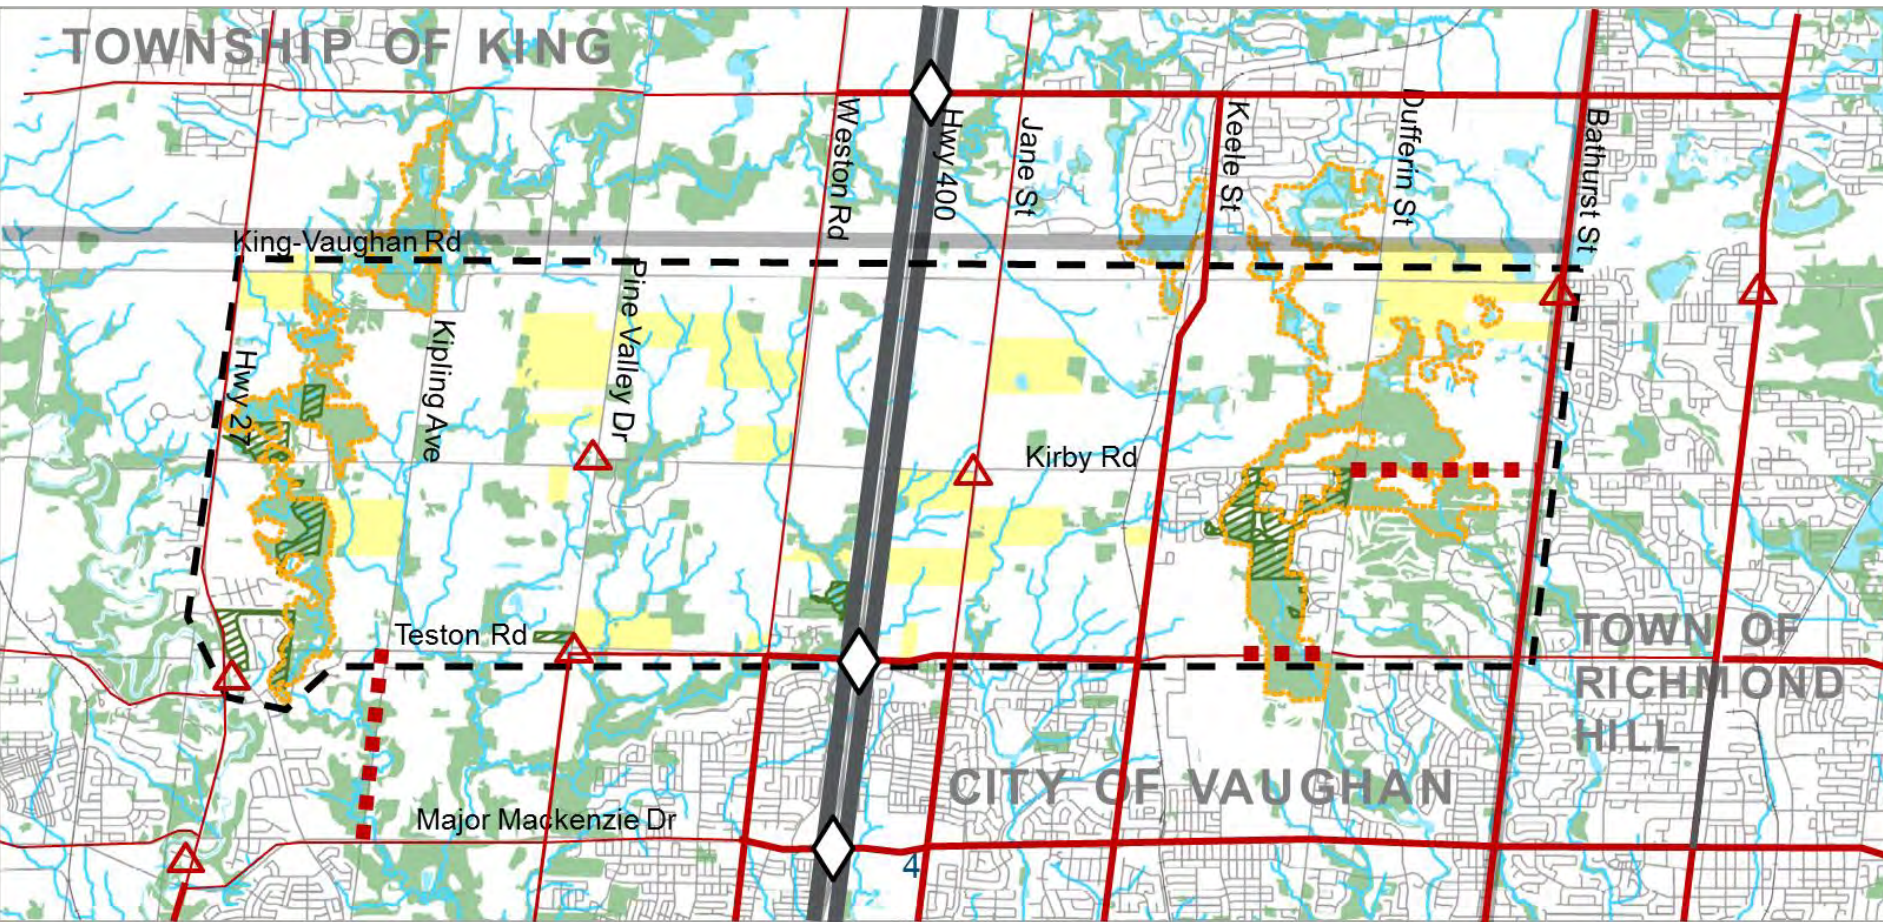 TOWNSHIP OF KING
Weston Rd
Hwy 400
Jane St
Keele St
Dufferin St
Bathurst St
King-Vaughan Rd
Pine Valley Dr
Kipling Ave
Hwy 27
Kirby Rd
Teston Rd
TOWN OF
RICHMOND
HILL
CITY OF VAUGHAN
Major Mackenzie Dr
4